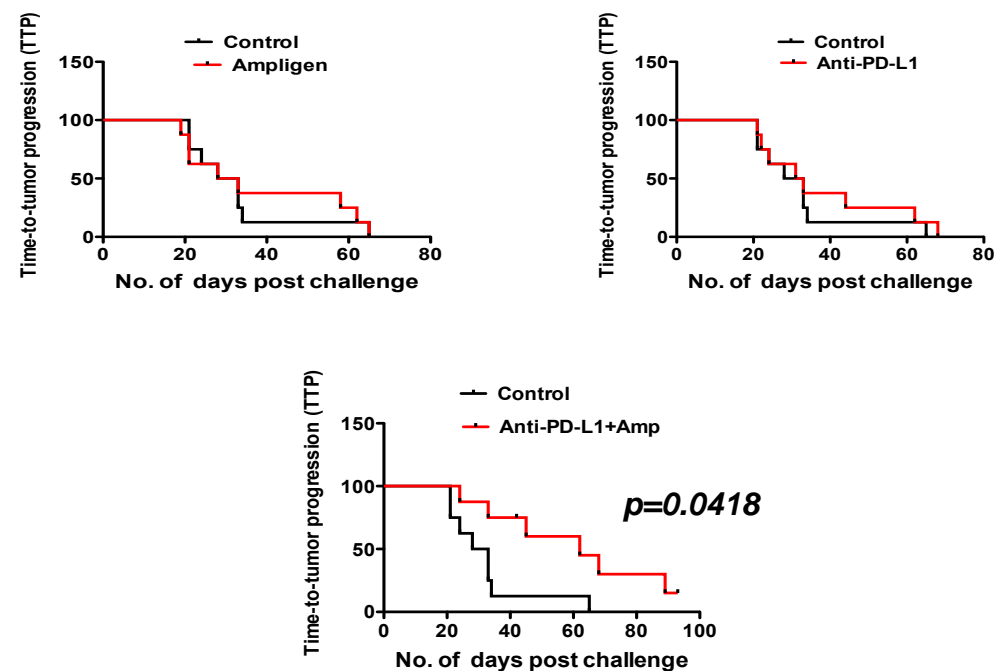 Control
Ampligen
Time-to-tumor progression (TTP)
150
100
50
0
0 20 40 60 80
No. of days post challenge
Control
Anti-PD-L1
Time-to-tumor progression (TTP)
150
100
50
0
0 20 40 60 80
No. of days post challenge
Control
Anti-PD-L1+Amp
Time-to-tumor progression (TTP)
150
100
50
0
p=0.0418
0 20 40 60 80 100
No. of days post challenge